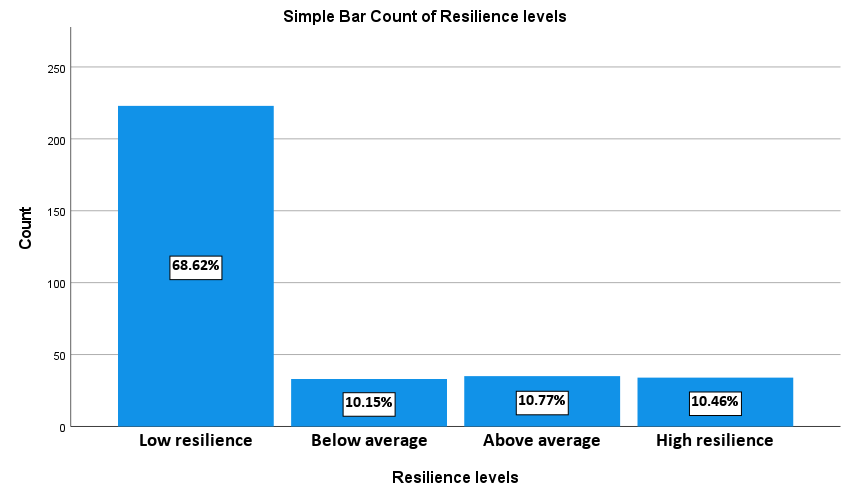 Simple Bar Count of Resilience levels
250
200
150
100
50
0
Count
68.62%
10.15%
10.77%
10.46%
Low resilience
Below average
Above average
High resilience
Resilience levels